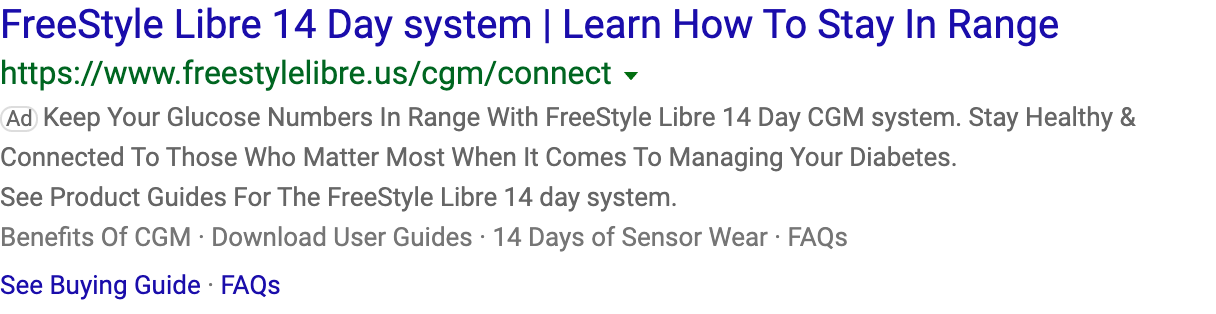 FreeStyle Libre 14 Day system | Learn How To Stay In Range
https://www.freestylelibre.us/cgm/connect
Ad Keep Your Glucose Numbers In Range With FreeStyle Libre 14 Day CGM system. Stay Healthy &
Connected To Those Who Matter Most When It Comes To Managing Your Diabetes.
See Product Guides For The FreeStyle Libre 14 day system.
Benefits Of CGM · Download User Guides · 14 Days of Sensor Wear · FAQs
See Buying Guide · FAQs